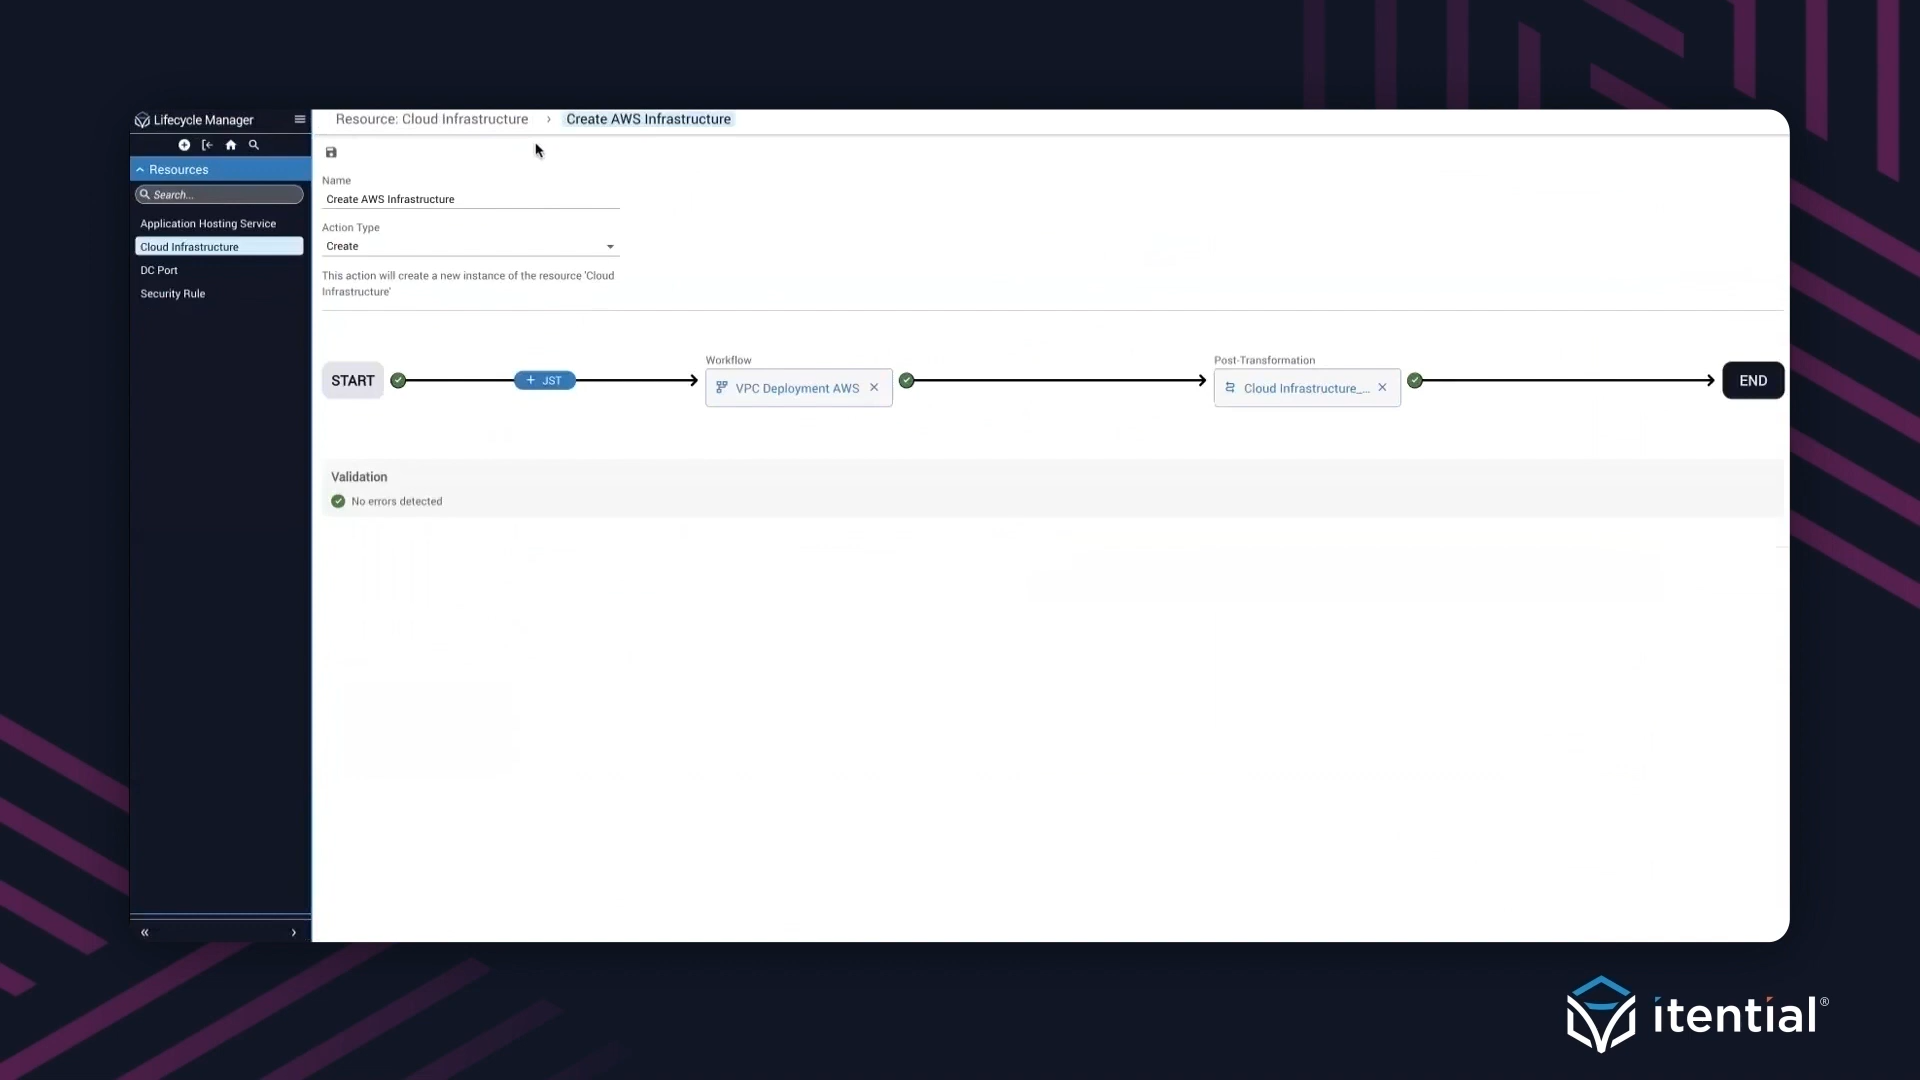 Lifecycle Manager
Resources
Search...
Application Hosting Service
Cloud Infrastructure
DC Port
Security Rule
Resource: Cloud Infrastructure › Create AWS Infrastructure
Name
Create AWS Infrastructure
Action Type
Create
This action will create a new instance of the resource 'Cloud
Infrastructure'
START
+ JST
Workflow
VPC Deployment AWS
Post-Transformation
Cloud Infrastructure_...
END
Validation
No errors detected
itential®